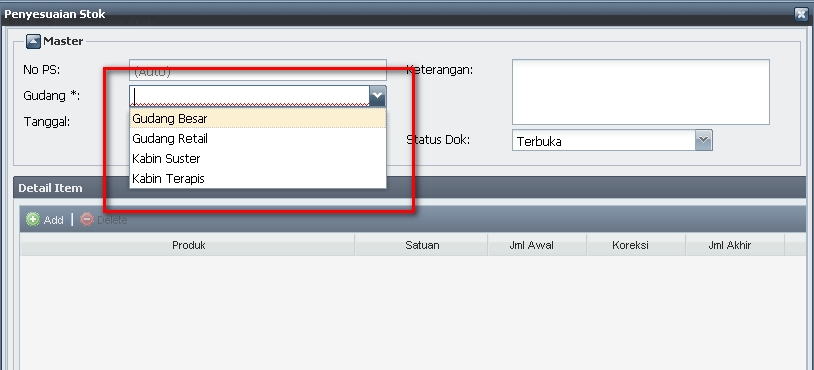 Penyesuaian Stok
Master
No PS:
(Auto)
Keterangan:
Gudang *:
Gudang Besar
Gudang Retail
Kabin Suster
Kabin Terapis
Tanggal:
Status Dok:
Terbuka
Detail Item
Add
Delete
Produk
Satuan
Jml Awal
Koreksi
Jml Akhir